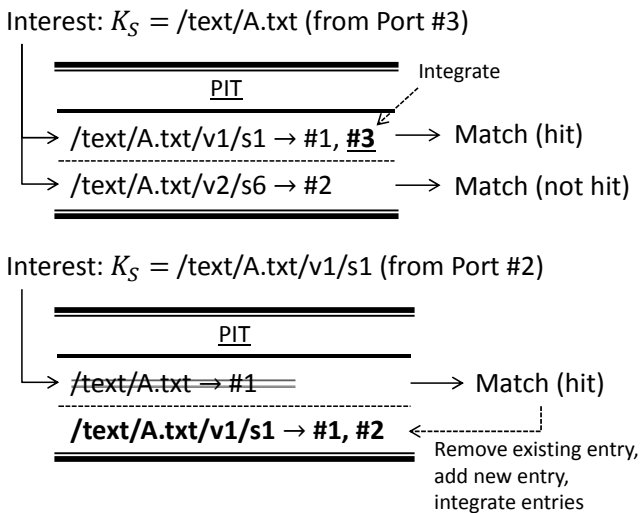 Interest: K_S = /text/A.txt (from Port #3)
PIT
Integrate
/text/A.txt/v1/s1 → #1, #3
Match (hit)
/text/A.txt/v2/s6 → #2
Match (not hit)
Interest: K_S = /text/A.txt/v1/s1 (from Port #2)
PIT
/text/A.txt → #1
Match (hit)
/text/A.txt/v1/s1 → #1, #2
Remove existing entry,
add new entry,
integrate entries